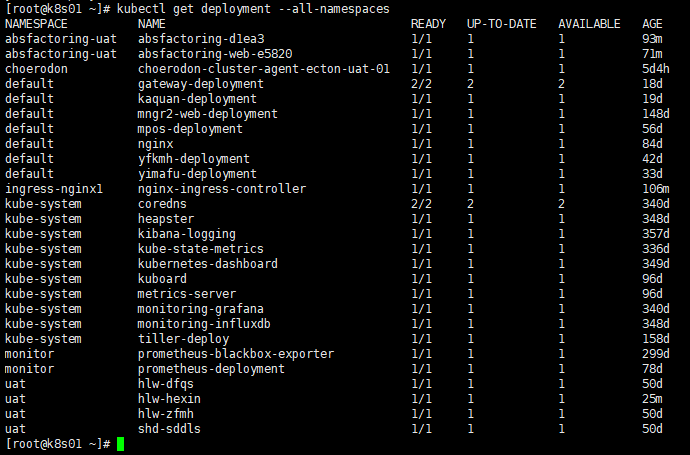 [root@k8s01 ~]# kubectl get deployment --all-namespaces
NAMESPACE NAME READY UP-TO-DATE AVAILABLE AGE
absfactoring-uat absfactoring-d1ea3 1/1 1 1 93m
absfactoring-uat absfactoring-web-e5820 1/1 1 1 71m
choerodon choerodon-cluster-agent-ecton-uat-01 1/1 1 1 5d4h
default gateway-deployment 2/2 2 2 18d
default kaquan-deployment 1/1 1 1 19d
default mngr2-web-deployment 1/1 1 1 148d
default mpos-deployment 1/1 1 1 56d
default nginx 1/1 1 1 84d
default yfkmh-deployment 1/1 1 1 42d
default yimafu-deployment 1/1 1 1 33d
ingress-nginx1 nginx-ingress-controller 1/1 1 1 106m
kube-system coredns 2/2 2 2 340d
kube-system heapster 1/1 1 1 348d
kube-system kibana-logging 1/1 1 1 357d
kube-system kube-state-metrics 1/1 1 1 336d
kube-system kubernetes-dashboard 1/1 1 1 349d
kube-system kuboard 1/1 1 1 96d
kube-system metrics-server 1/1 1 1 96d
kube-system monitoring-grafana 1/1 1 1 340d
kube-system monitoring-influxdb 1/1 1 1 348d
kube-system tiller-deploy 1/1 1 1 158d
monitor prometheus-blackbox-exporter 1/1 1 1 299d
monitor prometheus-deployment 1/1 1 1 78d
uat hlw-dfqs 1/1 1 1 50d
uat hlw-hexin 1/1 1 1 25m
uat hlw-zfmh 1/1 1 1 50d
uat shd-sddls 1/1 1 1 50d
[root@k8s01 ~]#